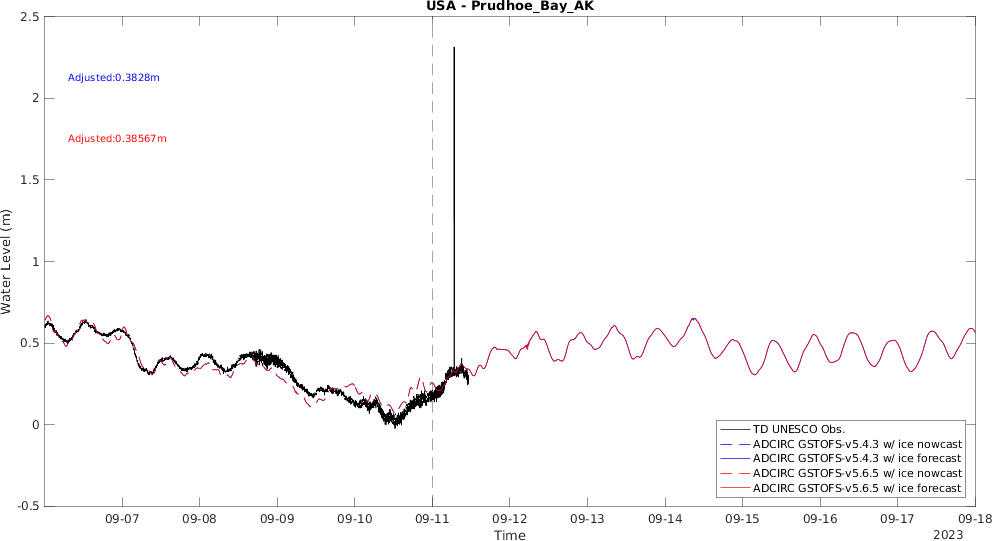 USA - Prudhoe_Bay_AK
2.5
2
1.5
1
0.5
0
-0.5
Water Level (m)
Adjusted:0.3828m
Adjusted:0.38567m
TD UNESCO Obs.
ADCIRC GSTOFS-v5.4.3 w/ ice nowcast
ADCIRC GSTOFS-v5.4.3 w/ ice forecast
ADCIRC GSTOFS-v5.6.5 w/ ice nowcast
ADCIRC GSTOFS-v5.6.5 w/ ice forecast
09-07 09-08 09-09 09-10 09-11 09-12 09-13 09-14 09-15 09-16 09-17 09-18
Time
2023